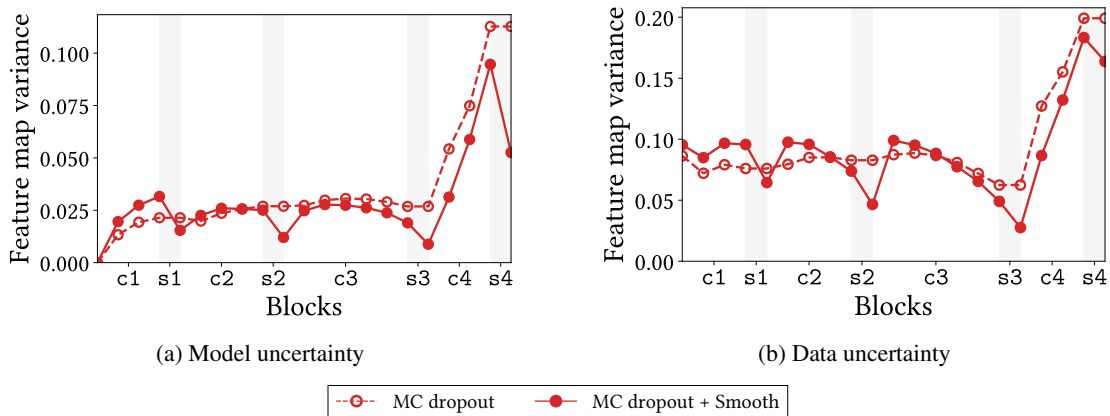 Feature map variance
0.100
0.075
0.050
0.025
0.000
c1 s1 c2 s2 c3 s3 c4 s4
Blocks
(a) Model uncertainty
Feature map variance
0.20
0.15
0.10
0.05
0.00
c1 s1 c2 s2 c3 s3 c4 s4
Blocks
(b) Data uncertainty
MC dropout MC dropout + Smooth